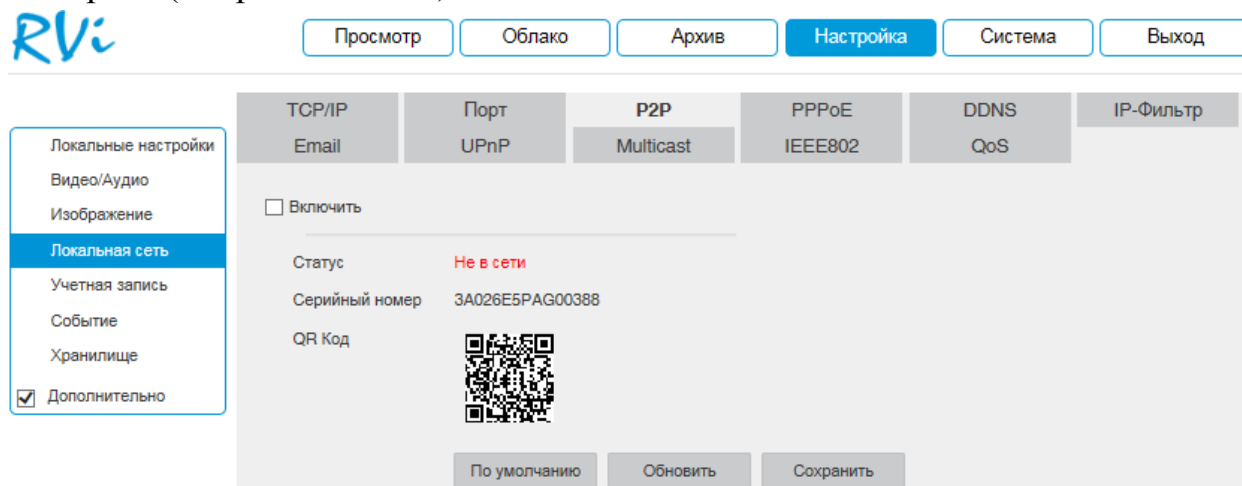 RVi
Просмотр Облако Архив Настройка Система Выход
TCP/IP Порт P2P PPPoE DDNS IP-Фильтр
Email UPnP Multicast IEEE802 QoS
Локальные настройки
Видео/Аудио
Изображение
Локальная сеть
Учетная запись
Событие
Хранилище
Дополнительно
Включить
Статус Не в сети
Серийный номер 3A026E5PAG00388
QR Код
По умолчанию Обновить Сохранить